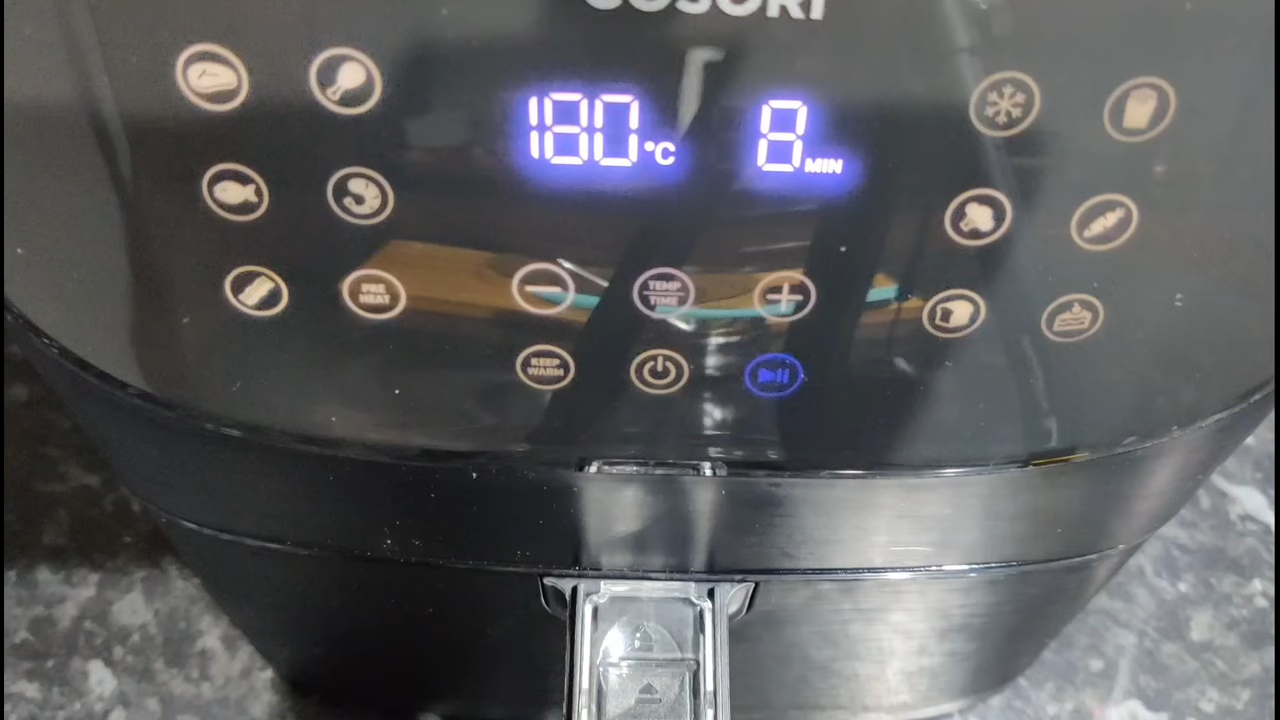 COSORI
180°C 8 MIN
PRE
HEAT
TEMP
TIME
KEEP
WARM